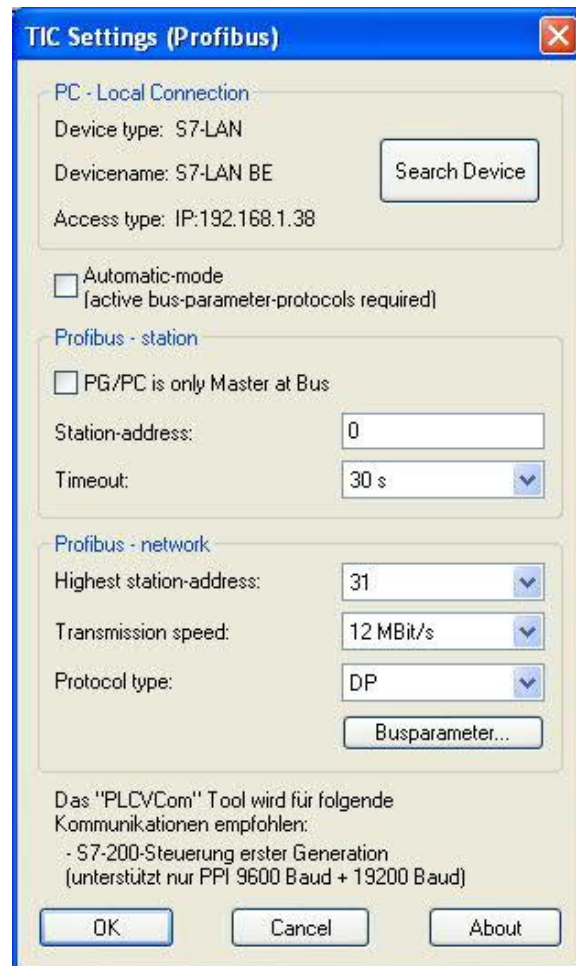 TIC Settings (Profibus)
PC - Local Connection
Device type: S7-LAN
Devicename: S7-LAN BE
Search Device
Access type: IP:192.168.1.38
Automatic-mode
(active bus-parameter-protocols required)
Profibus - station
PG/PC is only Master at Bus
Station-address: 0
Timeout: 30 s
Profibus - network
Highest station-address: 31
Transmission speed: 12 MBit/s
Protocol type: DP
Busparameter...
Das "PLCVCom" Tool wird für folgende
Kommunikationen empfohlen:
- S7-200-Steuerung erster Generation
(unterstützt nur PPI 9600 Baud + 19200 Baud)
OK Cancel About